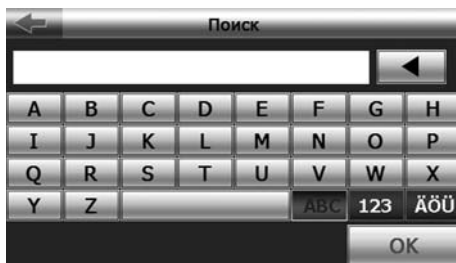 Поиск
A B C D E F G H
I J K L M N O P
Q R S T U V W X
Y Z ABC 123 ÄÖÜ
OK